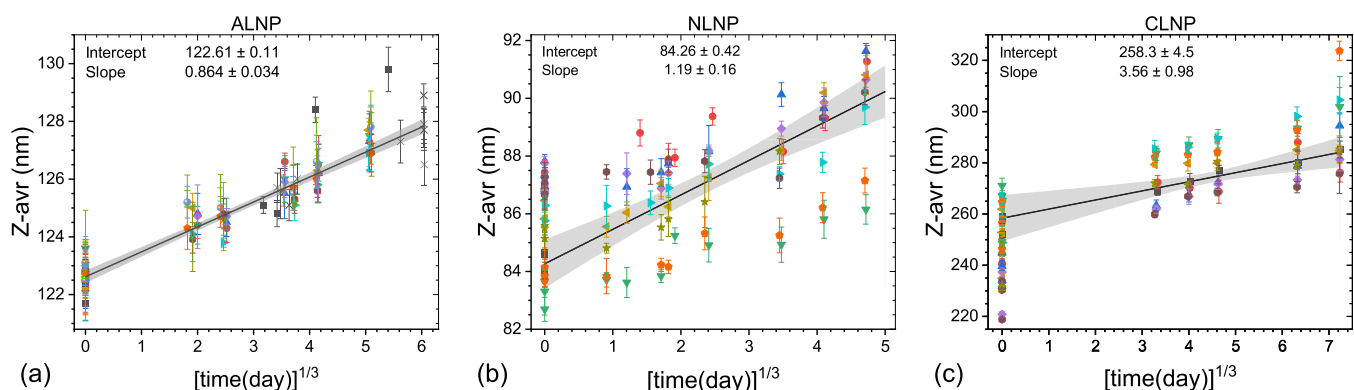 ALNP
Intercept 122.61 ± 0.11
Slope 0.864 ± 0.034
Z-avr (nm)
130
128
126
124
122
0 1 2 3 4 5 6
(a) [time(day)]^1/3
NLNP
Intercept 84.26 ± 0.42
Slope 1.19 ± 0.16
Z-avr (nm)
92
90
88
86
84
82
0 1 2 3 4 5
(b) [time(day)]^1/3
CLNP
Intercept 258.3 ± 4.5
Slope 3.56 ± 0.98
Z-avr (nm)
320
300
280
260
240
220
0 1 2 3 4 5 6 7
(c) [time(day)]^1/3